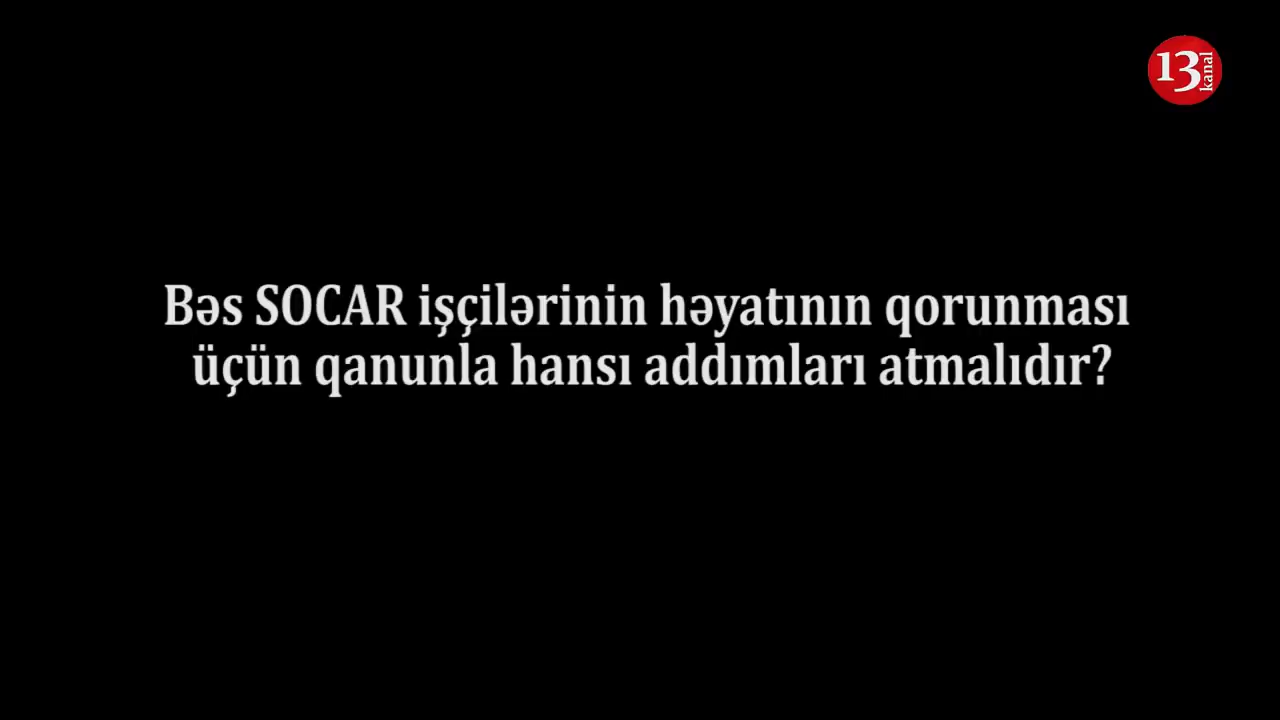 13 kanal
Bəs SOCAR işçilərinin həyatının qorunması
üçün qanunla hansı addımları atmalıdır?